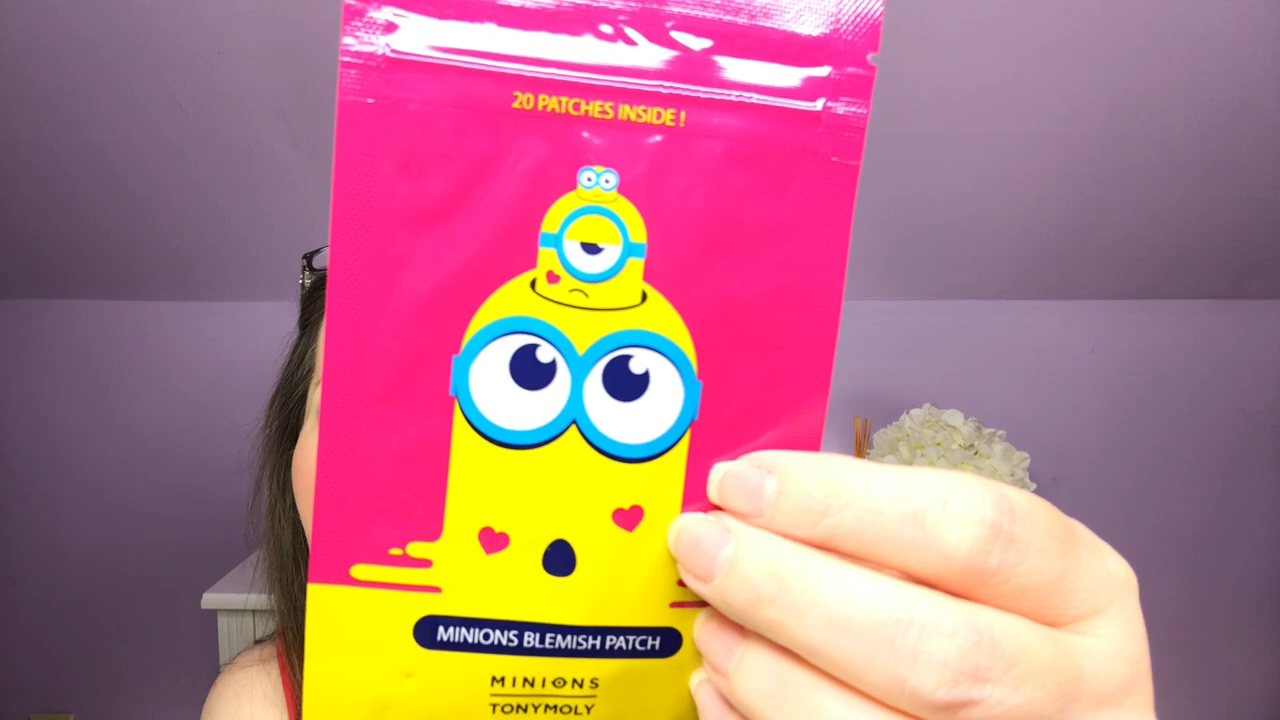 20 PATCHES INSIDE !
MINIONS BLEMISH PATCH
MINIONS
TONYMOLY